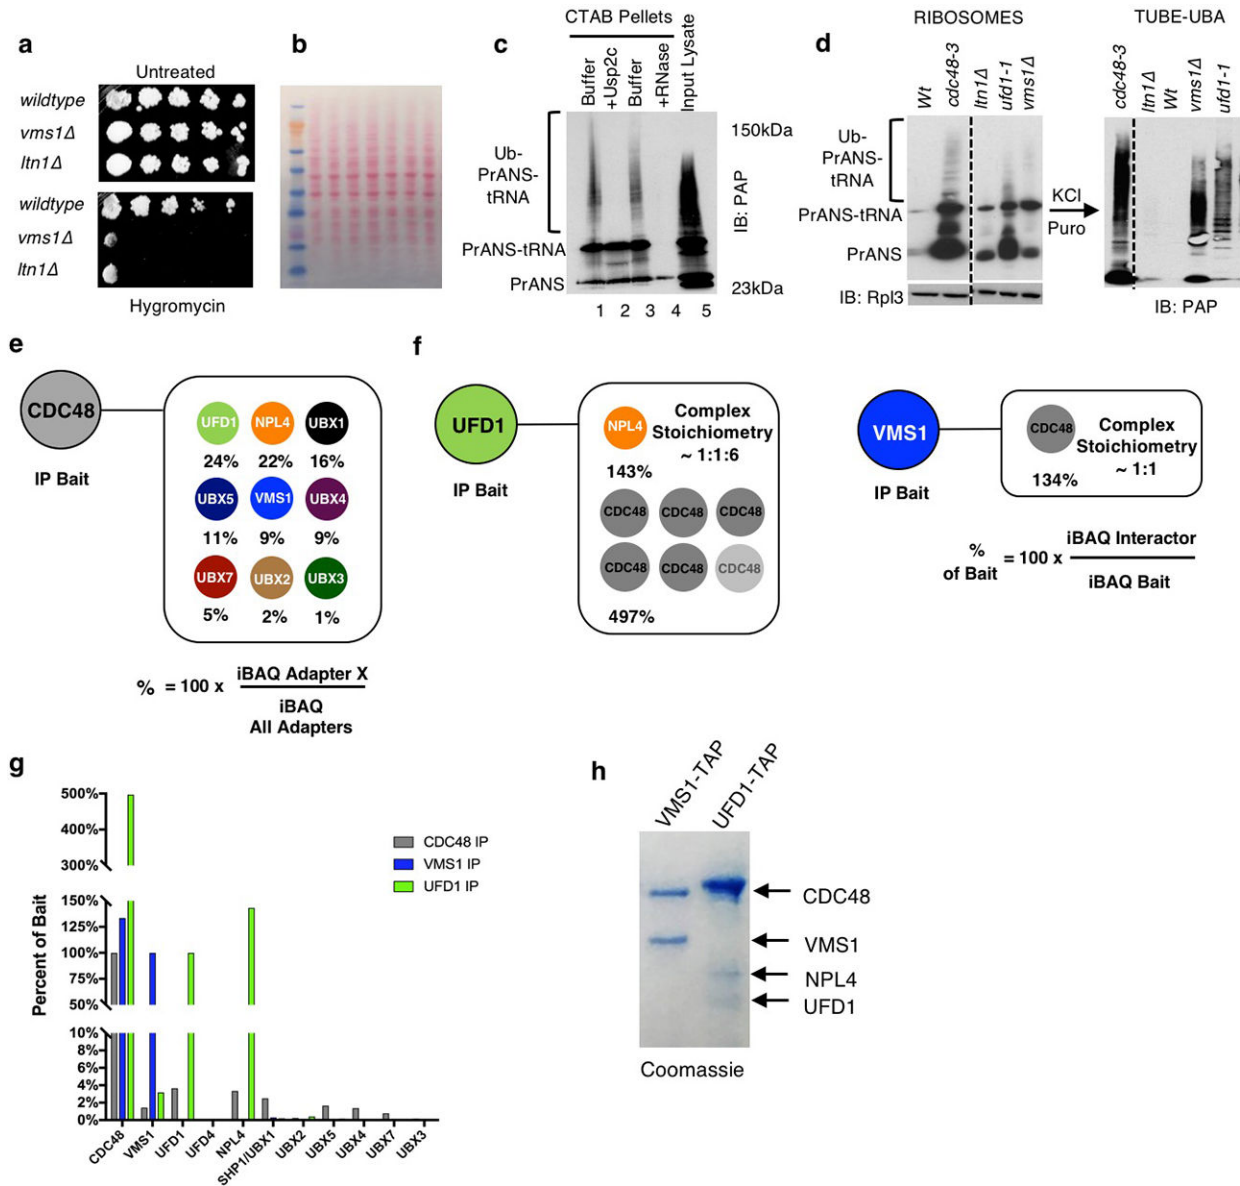 a
Untreated
wildtype
vms1Δ
ltn1Δ
wildtype
vms1Δ
ltn1Δ
Hygromycin
b
c
CTAB Pellets
Buffer
+Usp2c
Buffer
+RNase
Input Lysate
Ub-
PrANS-
tRNA
PrANS-tRNA
PrANS
150kDa
IB: PAP
23kDa
1 2 3 4 5
d
RIBOSOMES
Wt
cdc48-3
ltn1Δ
ufd1-1
vms1Δ
Ub-
PrANS-
tRNA
PrANS-tRNA
PrANS
IB: Rpl3
KCl
Puro
TUBE-UBA
cdc48-3
ltn1Δ
Wt
vms1Δ
ufd1-1
IB: PAP
e
CDC48
IP Bait
UFD1 NPL4 UBX1
24% 22% 16%
UBX5 VMS1 UBX4
11% 9% 9%
UBX7 UBX2 UBX3
5% 2% 1%
% = 100 x
iBAQ Adapter X
iBAQ
All Adapters
f
UFD1
IP Bait
NPL4
143%
Complex
Stoichiometry
~ 1:1:6
CDC48 CDC48 CDC48
CDC48 CDC48 CDC48
497%
VMS1
IP Bait
CDC48
134%
Complex
Stoichiometry
~ 1:1
%
of Bait
= 100 x
iBAQ Interactor
iBAQ Bait
g
Percent of Bait
500%
400%
300%
150%
125%
100%
75%
50%
10%
8%
6%
4%
2%
0%
CDC48
VMS1
UFD1
UFD4
NPL4
SHP1/UBX1
UBX2
UBX5
UBX4
UBX7
UBX3
CDC48 IP
VMS1 IP
UFD1 IP
h
VMS1-TAP
UFD1-TAP
CDC48
VMS1
NPL4
UFD1
Coomassie